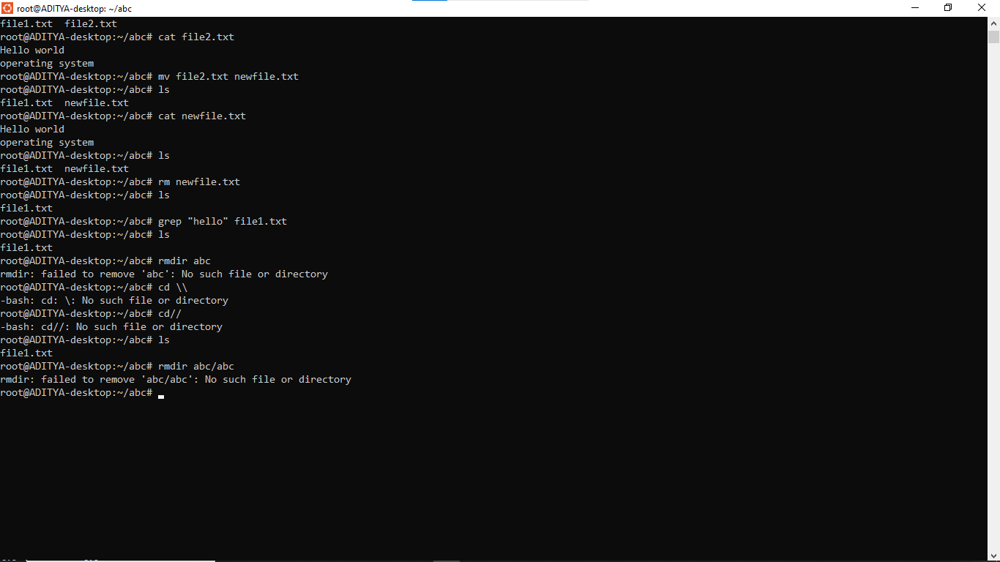 root@ADITYA-desktop: ~/abc
file1.txt  file2.txt
root@ADITYA-desktop:~/abc# cat file2.txt
Hello world
operating system
root@ADITYA-desktop:~/abc# mv file2.txt newfile.txt
root@ADITYA-desktop:~/abc# ls
file1.txt  newfile.txt
root@ADITYA-desktop:~/abc# cat newfile.txt
Hello world
operating system
root@ADITYA-desktop:~/abc# ls
file1.txt  newfile.txt
root@ADITYA-desktop:~/abc# rm newfile.txt
root@ADITYA-desktop:~/abc# ls
file1.txt
root@ADITYA-desktop:~/abc# grep "hello" file1.txt
root@ADITYA-desktop:~/abc# ls
file1.txt
root@ADITYA-desktop:~/abc# rmdir abc
rmdir: failed to remove 'abc': No such file or directory
root@ADITYA-desktop:~/abc# cd \\
-bash: cd: \: No such file or directory
root@ADITYA-desktop:~/abc# cd//
-bash: cd//: No such file or directory
root@ADITYA-desktop:~/abc# ls
file1.txt
root@ADITYA-desktop:~/abc# rmdir abc/abc
rmdir: failed to remove 'abc/abc': No such file or directory
root@ADITYA-desktop:~/abc#